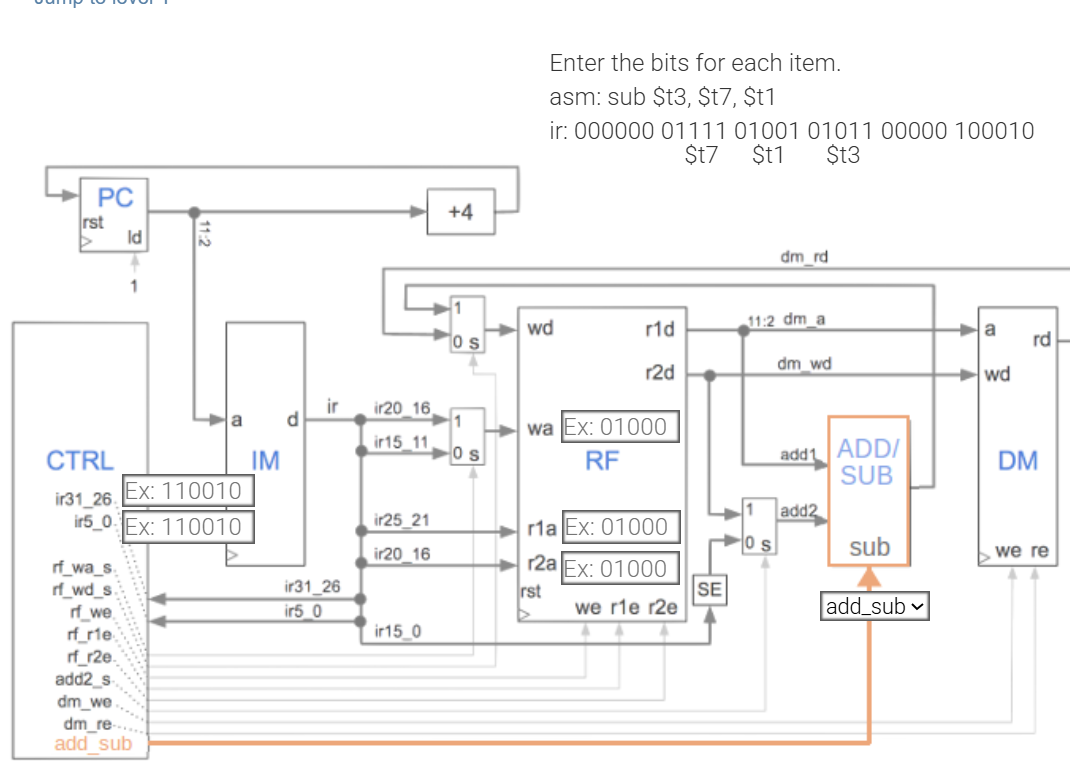 Jump to level 1
Enter the bits for each item.
asm: sub $t3, $t7, $t1
ir: 000000 01111 01001 01011 00000 100010
$t7 $t1 $t3
PC
rst
ld
1
11:2
+4
dm_rd
1
0 s
wd
r1d
11:2 dm_a
a
rd
r2d
dm_wd
wd
a
d
ir
ir20_16
1
ir15_11
0 s
wa
Ex: 01000
RF
CTRL
IM
add1
ADD/
SUB
DM
ir31_26
Ex: 110010
ir5_0
Ex: 110010
ir25_21
r1a
Ex: 01000
1
add2
0 s
sub
ir20_16
r2a
Ex: 01000
we re
rf_wa_s
rf_wd_s
rf_we
rf_r1e
rf_r2e
add2_s
dm_we
dm_re
add_sub
ir31_26
ir5_0
ir15_0
rst
we r1e r2e
SE
add_sub